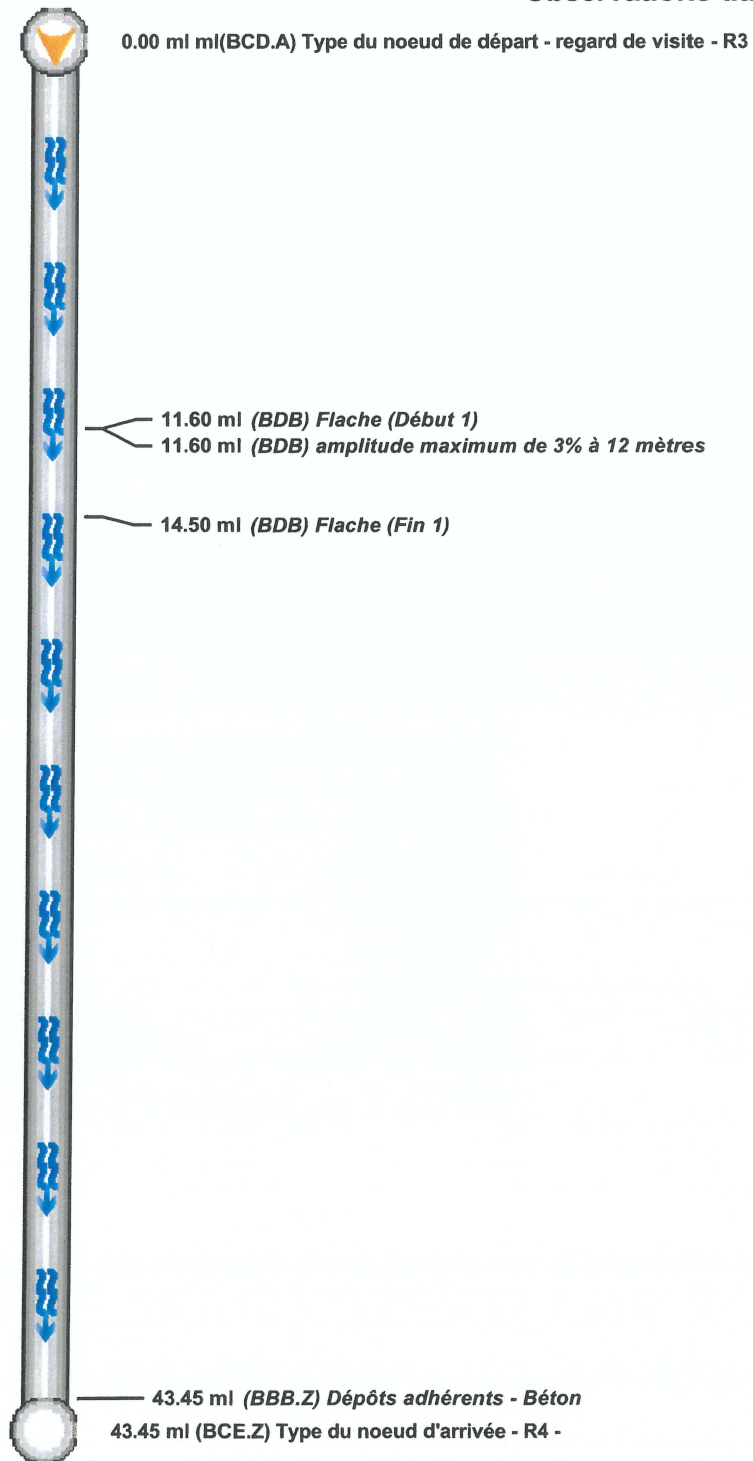 0.00 ml ml(BCD.A) Type du noeud de départ - regard de visite - R3
11.60 ml (BDB) Flache (Début 1)
11.60 ml (BDB) amplitude maximum de 3% à 12 mètres
14.50 ml (BDB) Flache (Fin 1)
43.45 ml (BBB.Z) Dépôts adhérents - Béton
43.45 ml (BCE.Z) Type du noeud d'arrivée - R4 -